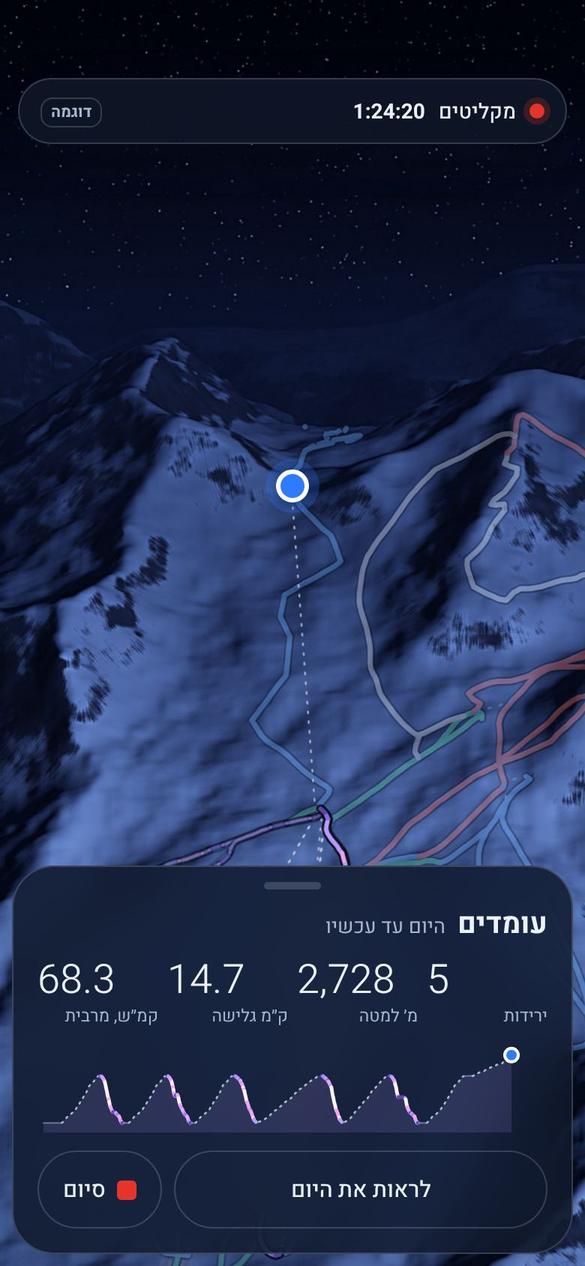 מקליטים 1:24:20 דוגמה
עומדים היום עד עכשיו
5 2,728 14.7 68.3
ירידות מ׳ למטה ק״מ גלישה קמ״ש, מרבית
לראות את היום סיום